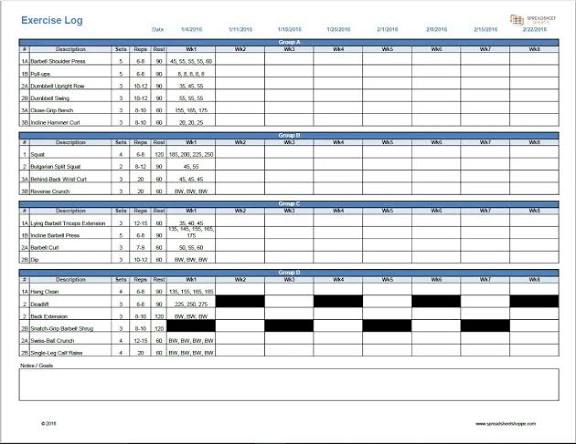 Exercise Log
SPREADSHEET
Date 1/4/2016 1/11/2016 1/18/2016 1/25/2016 2/1/2016 2/8/2016 2/15/2016 2/22/2016
Group A
# Description Sets Reps Rest Wk1 Wk2 Wk3 Wk4 Wk5 Wk6 Wk7 Wk8
1A Barbell Shoulder Press 5 6-8 90 45, 55, 55, 55, 60
1B Pull-ups 5 6-8 90 8, 8, 8, 8, 8
2A Dumbbell Upright Row 3 10-12 90 35, 45, 55
2B Dumbbell Swing 3 10-12 90 55, 55, 55
3A Close-Grip Bench 3 8-10 60 155, 165, 175
3B Incline Hammer Curl 3 8-10 60 20, 20, 25
Group B
# Description Sets Reps Rest Wk1 Wk2 Wk3 Wk4 Wk5 Wk6 Wk7 Wk8
1 Squat 4 6-8 120 185, 200, 225, 250
2 Bulgarian Split Squat 2 8-12 90 45, 55
3A Behind-Back Wrist Curl 3 20 60 45, 45, 45
3B Reverse Crunch 3 20 60 BW, BW, BW
Group C
# Description Sets Reps Rest Wk1 Wk2 Wk3 Wk4 Wk5 Wk6 Wk7 Wk8
1A Lying Barbell Triceps Extension 3 12-15 60 35, 40, 45
1B Incline Barbell Press 5 6-8 90 135, 145, 155, 165,
175
2A Barbell Curl 3 7-9 60 50, 55, 60
2B Dip 3 10-12 60 BW, BW, BW
Group D
# Description Sets Reps Rest Wk1 Wk2 Wk3 Wk4 Wk5 Wk6 Wk7 Wk8
1A Hang Clean 4 6-8 90 135, 155, 165, 185
2 Deadlift 3 6-8 90 225, 250, 275
2 Back Extension 3 8-10 120 BW, BW, BW
2B Snatch-Grip Barbell Shrug 3 8-10 120
2A Swiss-Ball Crunch 4 12-15 60 BW, BW, BW, BW
2B Single-Leg Calf Raise 4 20 60 BW, BW, BW, BW
Notes / Goals
© 2016 www.spreadsheetshoppe.com